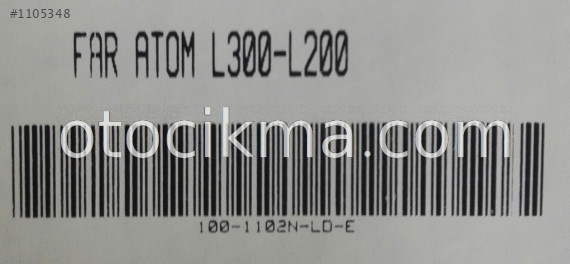 #1105348
FAR ATOM L300-L200
otocikma.com
100-1102N-LD-E